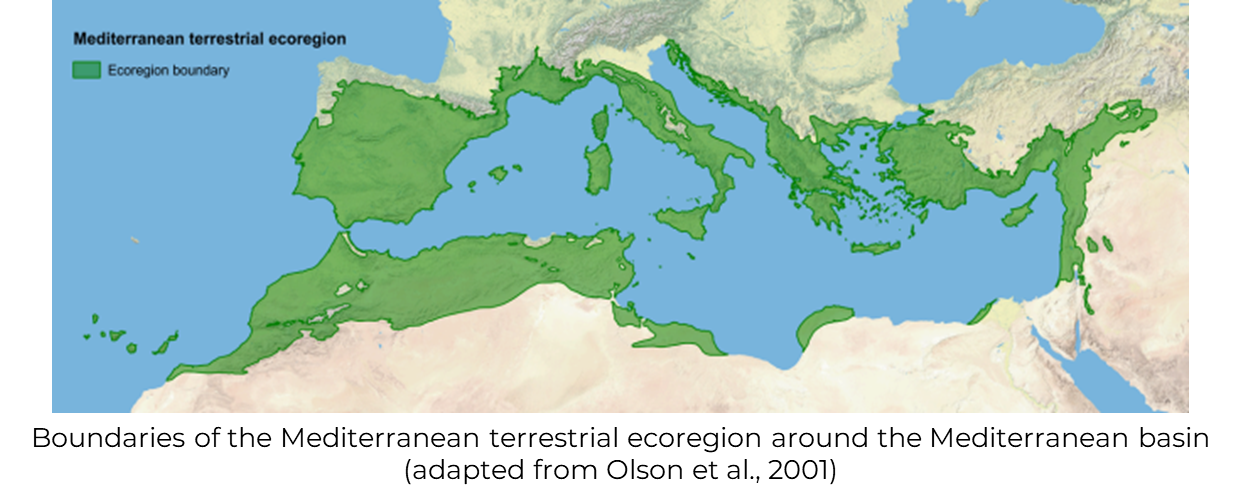 Mediterranean terrestrial ecoregion
Ecoregion boundary
Boundaries of the Mediterranean terrestrial ecoregion around the Mediterranean basin
(adapted from Olson et al., 2001)